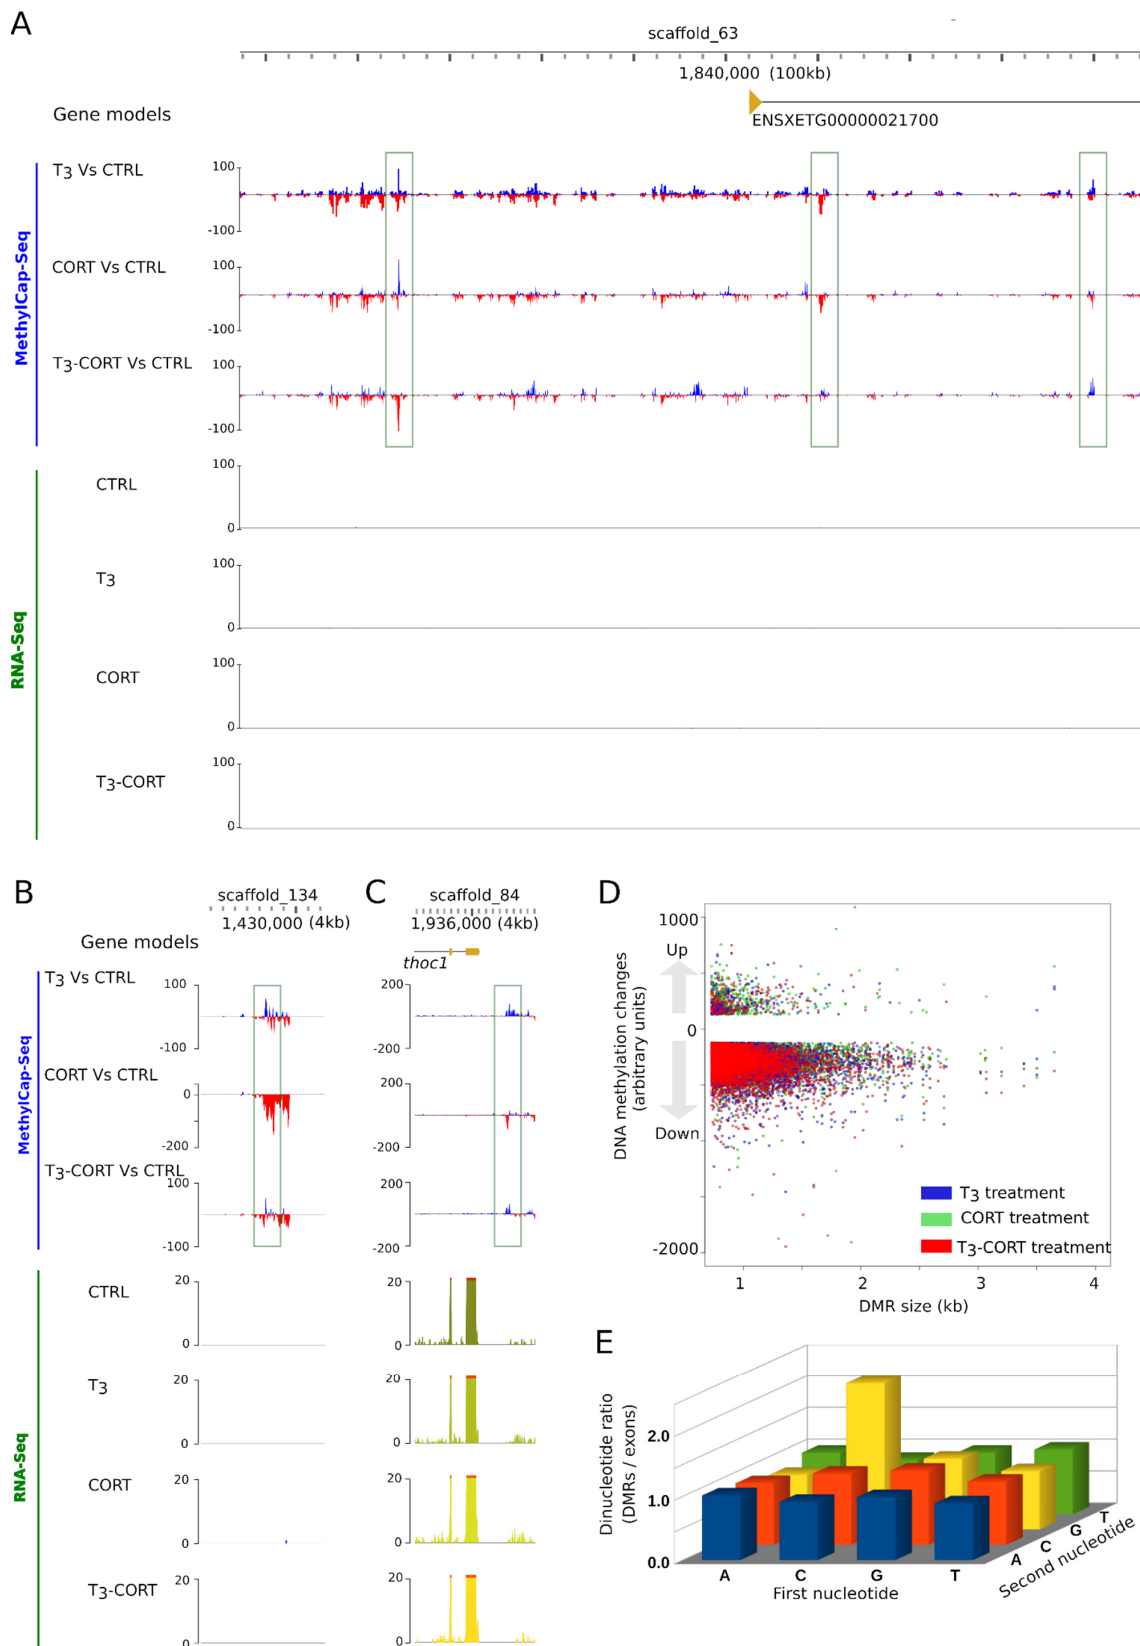 A
scaffold_63
1,840,000 (100kb)
Gene models
ENSXETG00000021700
MethylCap-Seq
T3 Vs CTRL
100
-100
CORT Vs CTRL
100
-100
T3-CORT Vs CTRL
100
-100
RNA-Seq
CTRL
100
0
T3
100
0
CORT
100
0
T3-CORT
100
0
B
scaffold_134
1,430,000 (4kb)
Gene models
MethylCap-Seq
T3 Vs CTRL
100
-100
CORT Vs CTRL
0
-200
T3-CORT Vs CTRL
100
-100
RNA-Seq
CTRL
20
0
T3
20
0
CORT
20
0
T3-CORT
20
0
C
scaffold_84
1,936,000 (4kb)
thoc1
200
-200
200
-200
200
-200
20
0
20
0
20
0
20
0
D
DNA methylation changes
(arbitrary units)
1000
Up
0
Down
-2000
T3 treatment
CORT treatment
T3-CORT treatment
1 2 3 4
DMR size (kb)
E
Dinucleotide ratio
(DMRs / exons)
2.0
1.0
0.0
A C G T
First nucleotide
A C G T
Second nucleotide